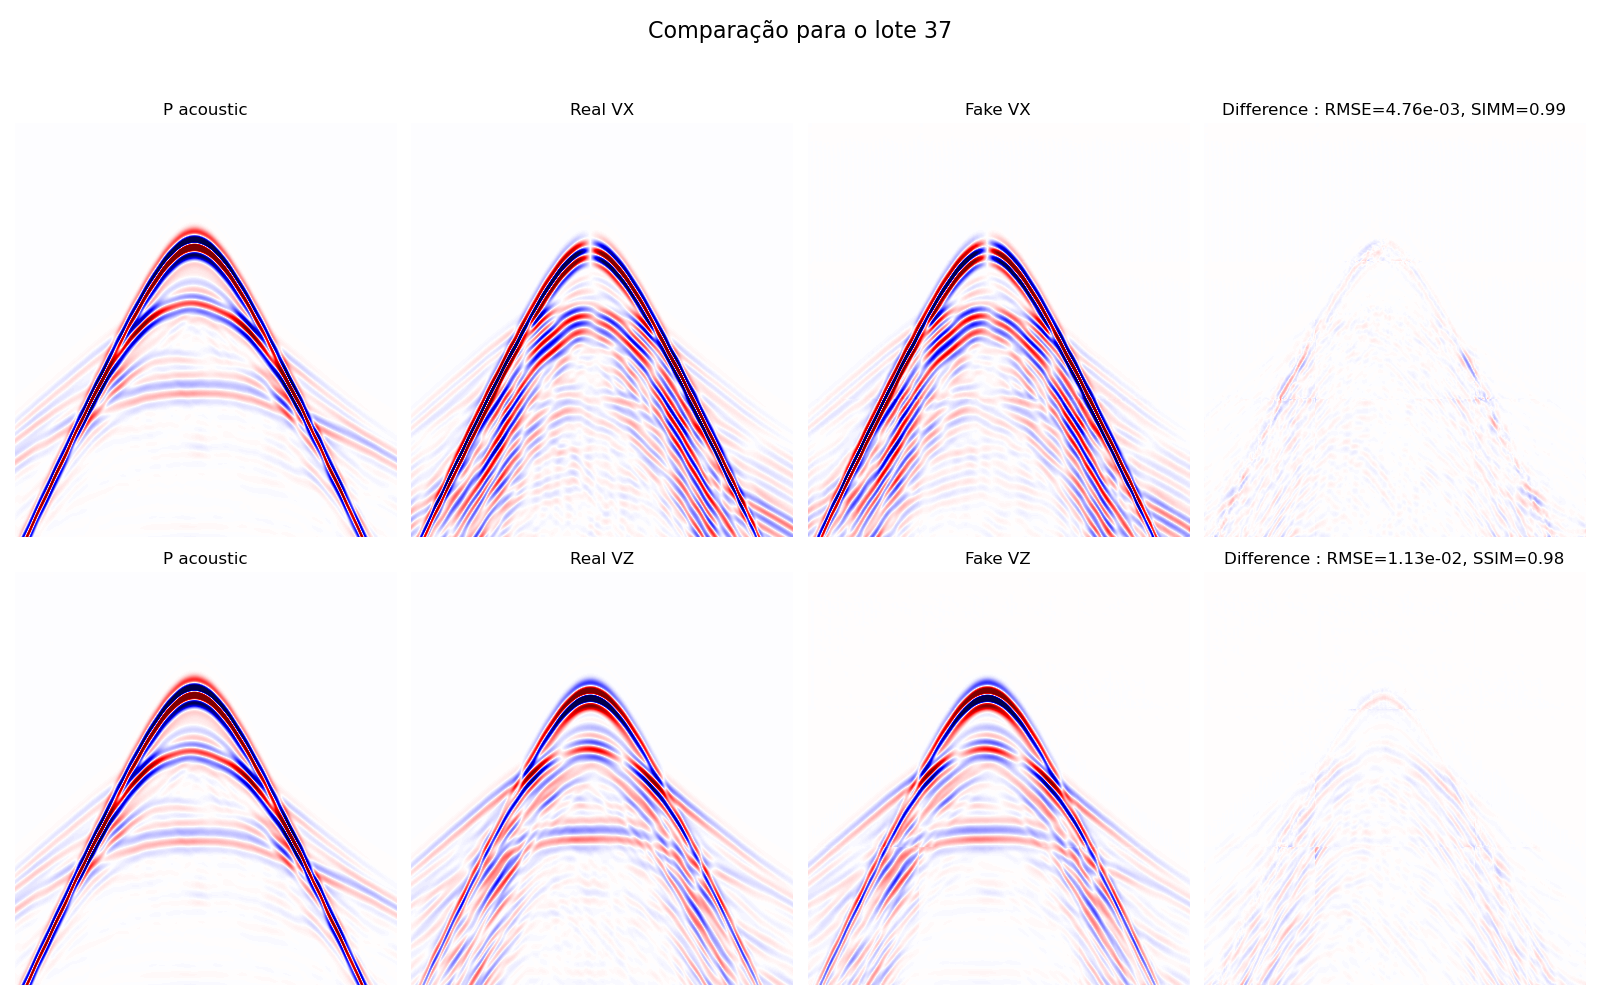 Comparação para o lote 37
P acoustic
Real VX
Fake VX
Difference : RMSE=4.76e-03, SIMM=0.99
P acoustic
Real VZ
Fake VZ
Difference : RMSE=1.13e-02, SSIM=0.98